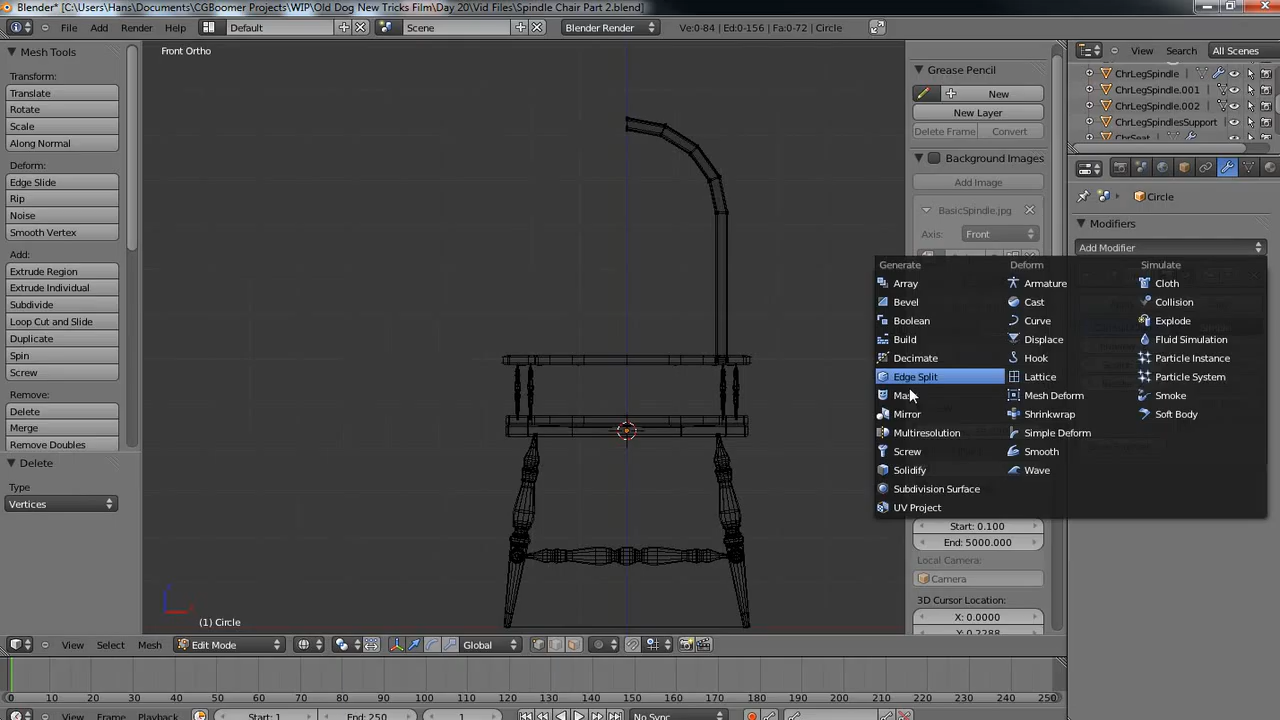 Blender* [C:\Users\Hans\Documents\CGBoomer Projects\WIP\Old Dog New Tricks Film\Day 20\Vid Files\Spindle Chair Part 2.blend]
File Add Render Help Default Scene Blender Render Ve:0-84 | Ed:0-156 | Fa:0-72 | Circle
View Search All Scenes
Mesh Tools
Transform:
Translate
Rotate
Scale
Along Normal
Deform:
Edge Slide
Rip
Noise
Smooth Vertex
Add:
Extrude Region
Extrude Individual
Subdivide
Loop Cut and Slide
Duplicate
Spin
Screw
Remove:
Delete
Merge
Remove Doubles
Delete
Type
Vertices
Front Ortho
(1) Circle
Grease Pencil
New
New Layer
Delete Frame Convert
Background Images
Add Image
BasicSpindle.jpg
Axis: Front
ChrLegSpindle
ChrLegSpindle.001
ChrLegSpindle.002
ChrLegSpindlesSupport
ChrSeat
Circle
Modifiers
Add Modifier
Generate Deform Simulate
Array Armature Cloth
Bevel Cast Collision
Boolean Curve Explode
Build Displace Fluid Simulation
Decimate Hook Particle Instance
Edge Split Lattice Particle System
Mesh Deform Smoke
Mirror Shrinkwrap Soft Body
Multiresolution Simple Deform
Screw Smooth
Solidify Wave
Subdivision Surface
UV Project
Start: 0.100
End: 5000.000
Local Camera:
Camera
3D Cursor Location:
X: 0.0000
Y: 0.2288
View Select Mesh Edit Mode Global
0 10 20 30 40 50 60 70 80 90 100 110 120 130 140 150 160 170 180 190 200 210 220 230 240 250
View Frame Playback Start: 1 End: 250 1 No Sync